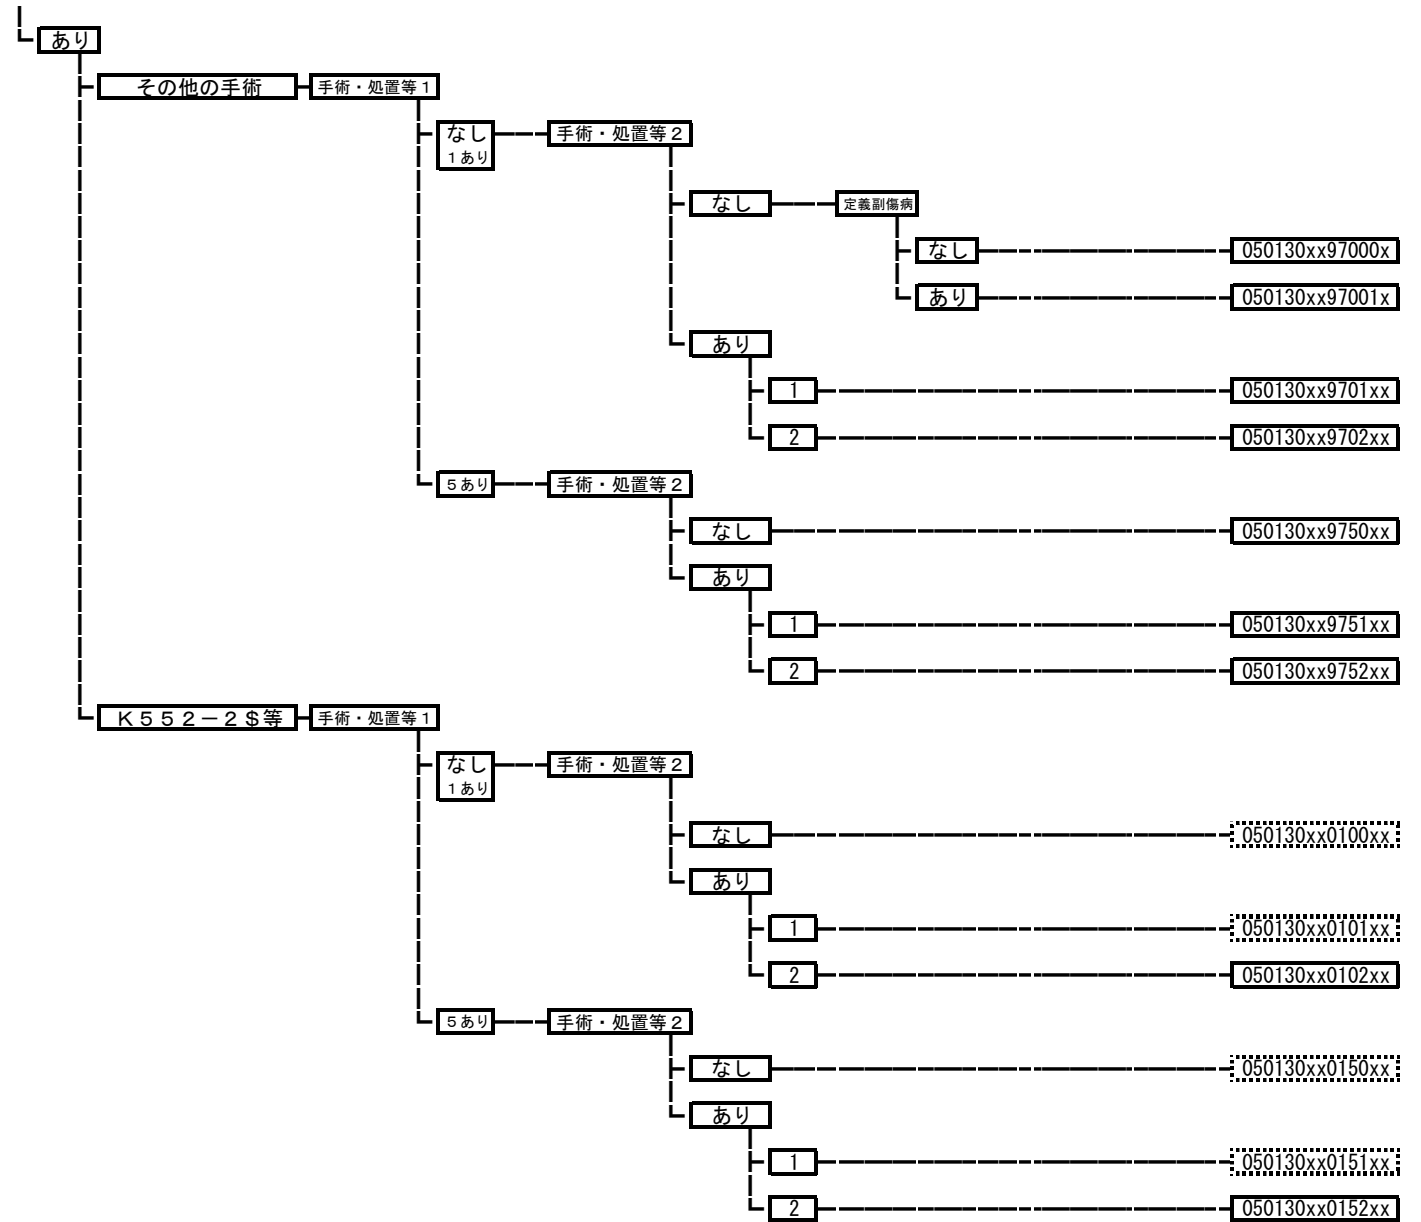 あり
その他の手術 手術・処置等１
なし 手術・処置等２
１あり
なし 定義副傷病
なし 050130xx97000x
あり 050130xx97001x
あり
1 050130xx9701xx
2 050130xx9702xx
５あり 手術・処置等２
なし 050130xx9750xx
あり
1 050130xx9751xx
2 050130xx9752xx
Ｋ５５２－２＄等 手術・処置等１
なし 手術・処置等２
１あり
なし 050130xx0100xx
あり
1 050130xx0101xx
2 050130xx0102xx
５あり 手術・処置等２
なし 050130xx0150xx
あり
1 050130xx0151xx
2 050130xx0152xx